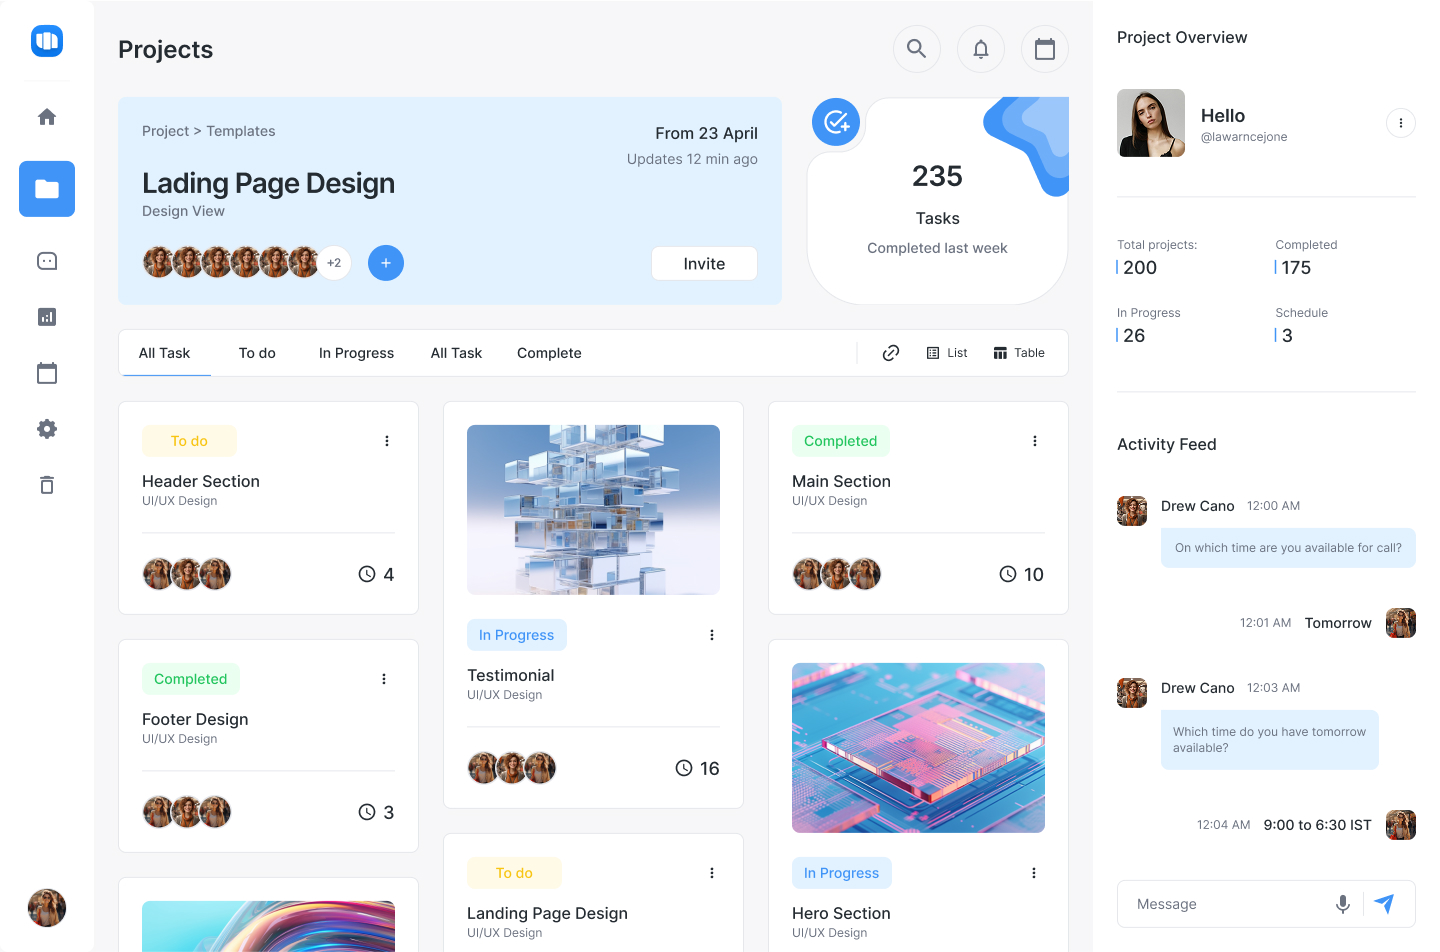 Projects
Project > Templates
From 23 April
Updates 12 min ago
Lading Page Design
Design View
+2
+
Invite
235
Tasks
Completed last week
All Task
To do
In Progress
All Task
Complete
List
Table
To do
Header Section
UI/UX Design
4
Completed
Footer Design
UI/UX Design
3
In Progress
Testimonial
UI/UX Design
16
To do
Landing Page Design
UI/UX Design
Completed
Main Section
UI/UX Design
10
In Progress
Hero Section
UI/UX Design
Project Overview
Hello
@lawarncejone
Total projects:
200
Completed
175
In Progress
26
Schedule
3
Activity Feed
Drew Cano 12:00 AM
On which time are you available for call?
12:01 AM Tomorrow
Drew Cano 12:03 AM
Which time do you have tomorrow
available?
12:04 AM 9:00 to 6:30 IST
Message